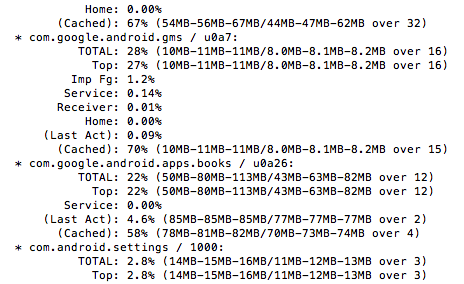 Home: 0.00%
(Cached): 67% (54MB-56MB-67MB/44MB-47MB-62MB over 32)
* com.google.android.gms / u0a7:
TOTAL: 28% (10MB-11MB-11MB/8.0MB-8.1MB-8.2MB over 16)
Top: 27% (10MB-11MB-11MB/8.0MB-8.1MB-8.2MB over 16)
Imp Fg: 1.2%
Service: 0.14%
Receiver: 0.01%
Home: 0.00%
(Last Act): 0.09%
(Cached): 70% (10MB-11MB-11MB/8.0MB-8.1MB-8.2MB over 15)
* com.google.android.apps.books / u0a26:
TOTAL: 22% (50MB-80MB-113MB/43MB-63MB-82MB over 12)
Top: 22% (50MB-80MB-113MB/43MB-63MB-82MB over 12)
Service: 0.00%
(Last Act): 4.6% (85MB-85MB-85MB/77MB-77MB-77MB over 2)
(Cached): 58% (78MB-81MB-82MB/70MB-73MB-74MB over 4)
* com.android.settings / 1000:
TOTAL: 2.8% (14MB-15MB-16MB/11MB-12MB-13MB over 3)
Top: 2.8% (14MB-15MB-16MB/11MB-12MB-13MB over 3)